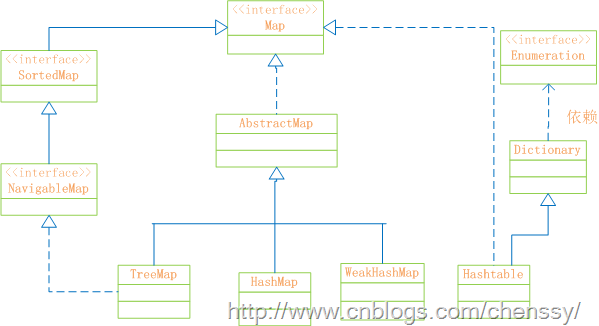 <<interface>>
Map
<<interface>>
SortedMap
<<interface>>
Enumeration
AbstractMap
依赖
Dictionary
<<interface>>
NavigableMap
TreeMap
HashMap
WeakHashMap
Hashtable
http://www.cnblogs.com/chenssy/